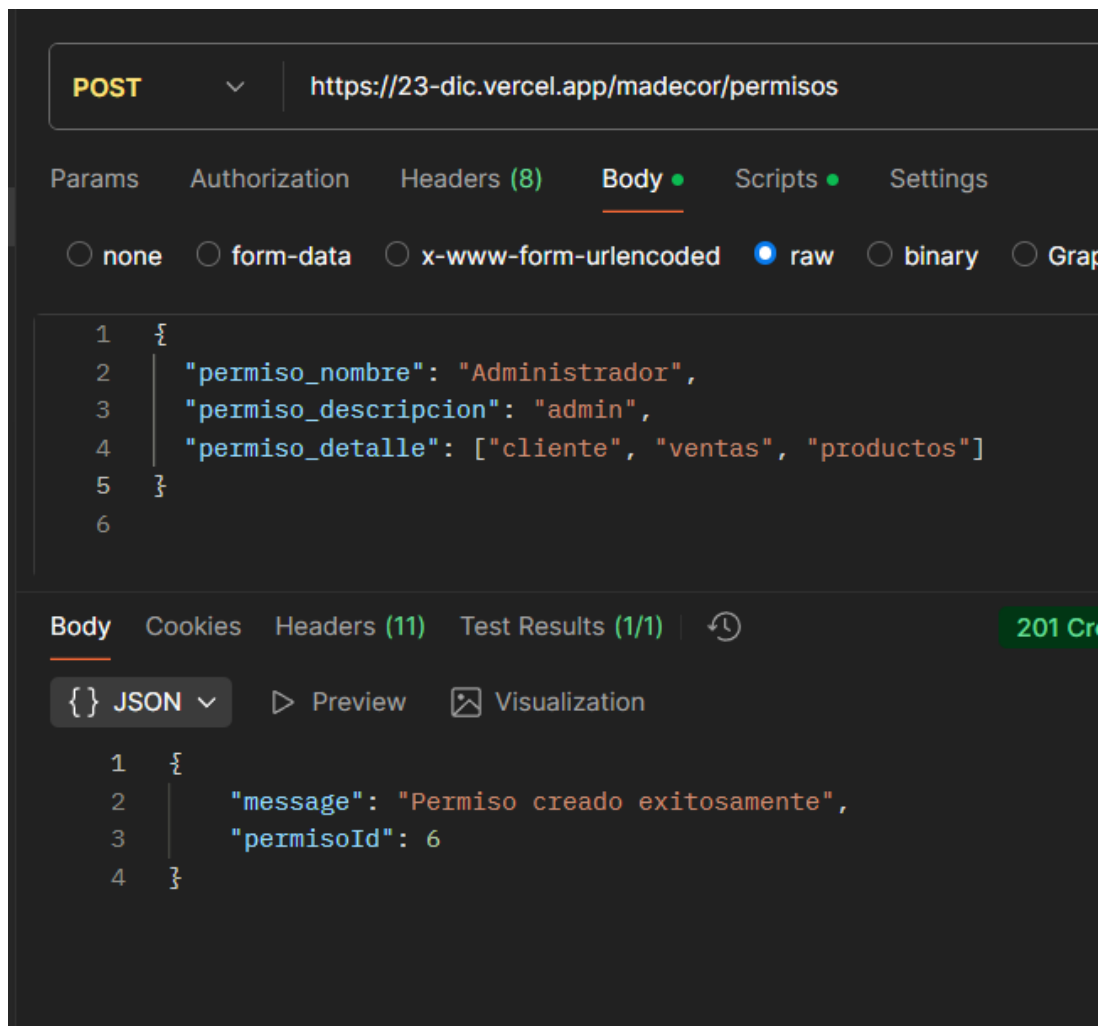 POST https://23-dic.vercel.app/madecor/permisos
Params Authorization Headers (8) Body Scripts Settings
none form-data x-www-form-urlencoded raw binary Grap
1 {
2 "permiso_nombre": "Administrador",
3 "permiso_descripcion": "admin",
4 "permiso_detalle": ["cliente", "ventas", "productos"]
5 }
6
Body Cookies Headers (11) Test Results (1/1) 201 Cre
{} JSON Preview Visualization
1 {
2 "message": "Permiso creado exitosamente",
3 "permisoId": 6
4 }